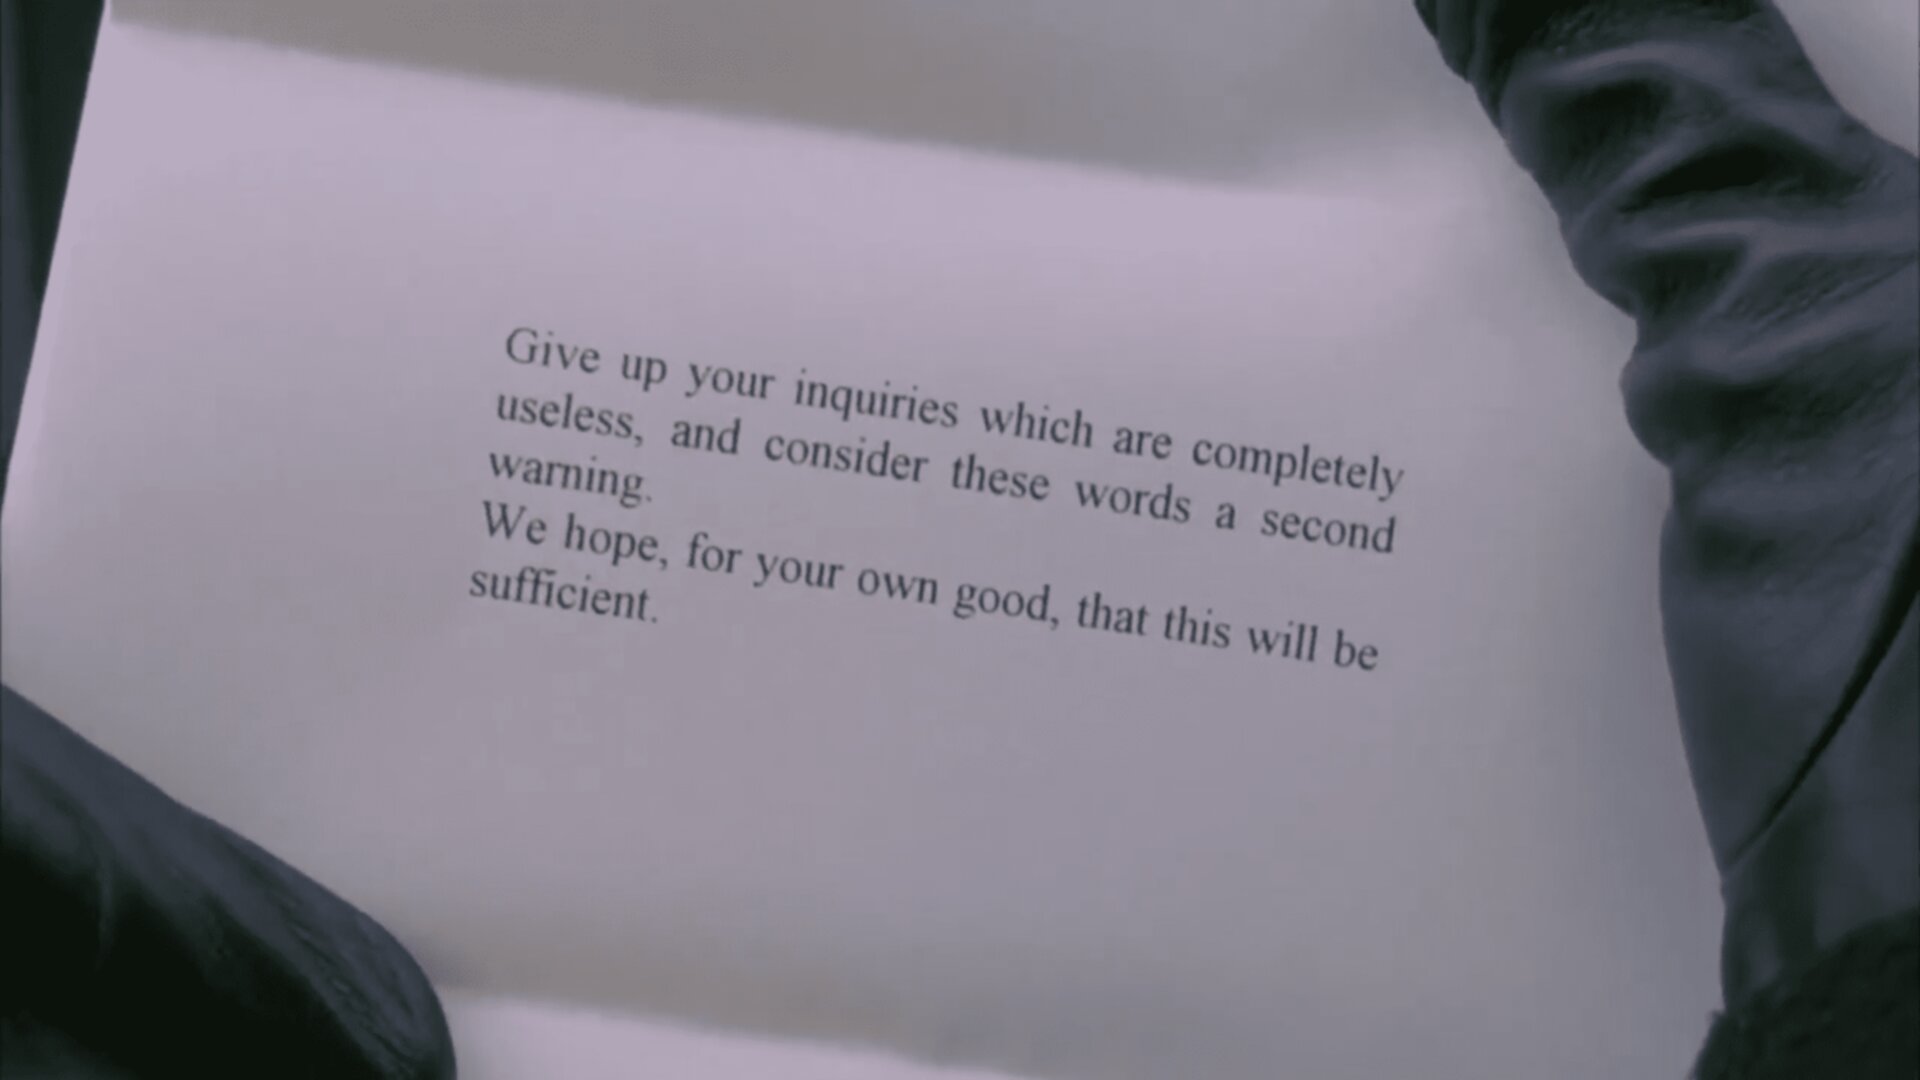 Give up your inquiries which are completely
useless, and consider these words a second
warning.
We hope, for your own good, that this will be
sufficient.